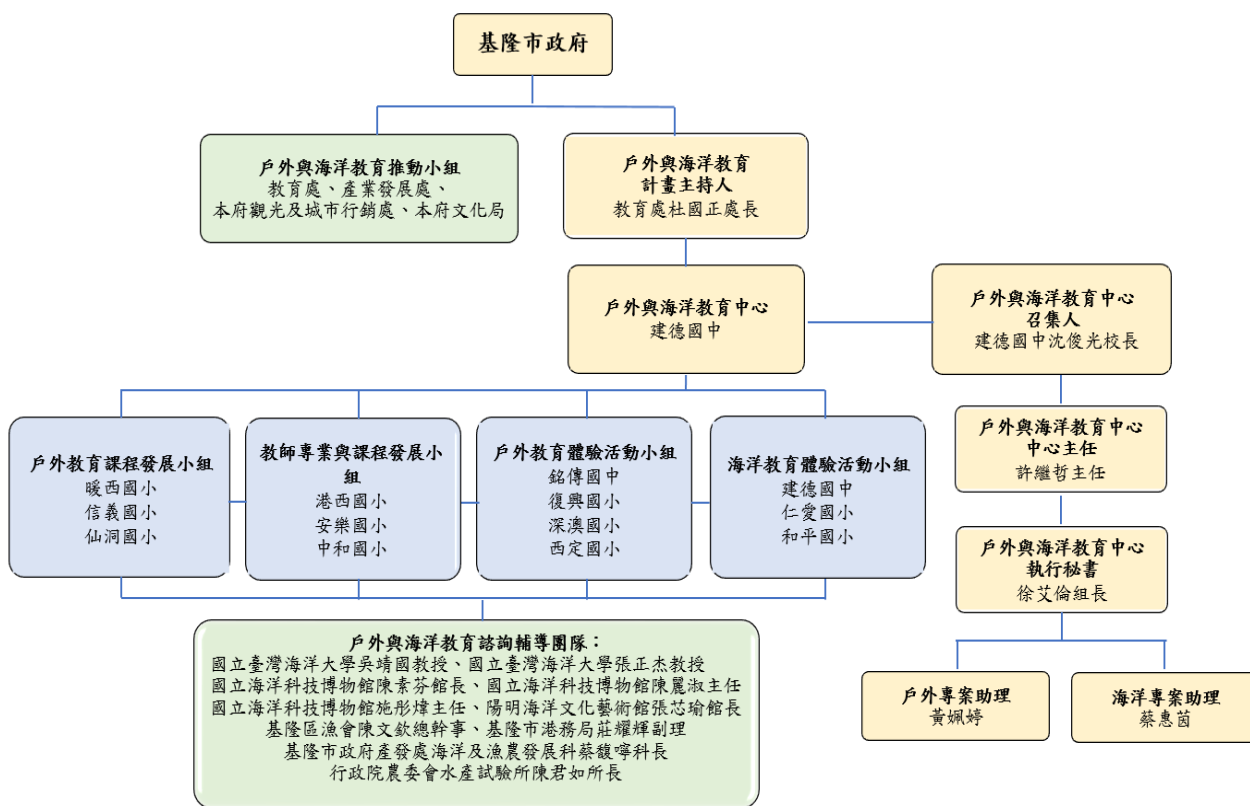 基隆市政府
戶外與海洋教育推動小組
教育處、產業發展處、
本府觀光及城市行銷處、本府文化局
戶外與海洋教育
計畫主持人
教育處杜國正處長
戶外與海洋教育中心
建德國中
戶外與海洋教育中心
召集人
建德國中沈俊光校長
戶外教育課程發展小組
暖西國小
信義國小
仙洞國小
教師專業與課程發展小
組
港西國小
安樂國小
中和國小
戶外教育體驗活動小組
銘傳國中
復興國小
深澳國小
西定國小
海洋教育體驗活動小組
建德國中
仁愛國小
和平國小
戶外與海洋教育中心
中心主任
許繼哲主任
戶外與海洋教育中心
執行秘書
徐艾倫組長
戶外與海洋教育諮詢輔導團隊：
國立臺灣海洋大學吳靖國教授、國立臺灣海洋大學張正杰教授
國立海洋科技博物館陳素芬館長、國立海洋科技博物館陳麗淑主任
國立海洋科技博物館施彤煒主任、陽明海洋文化藝術館張芯瑜館長
基隆區漁會陳文欽總幹事、基隆市港務局莊耀輝副理
基隆市政府產發處海洋及漁農發展科蔡馥寧科長
行政院農委會水產試驗所陳君如所長
戶外專案助理
黃姵婷
海洋專案助理
蔡惠茵